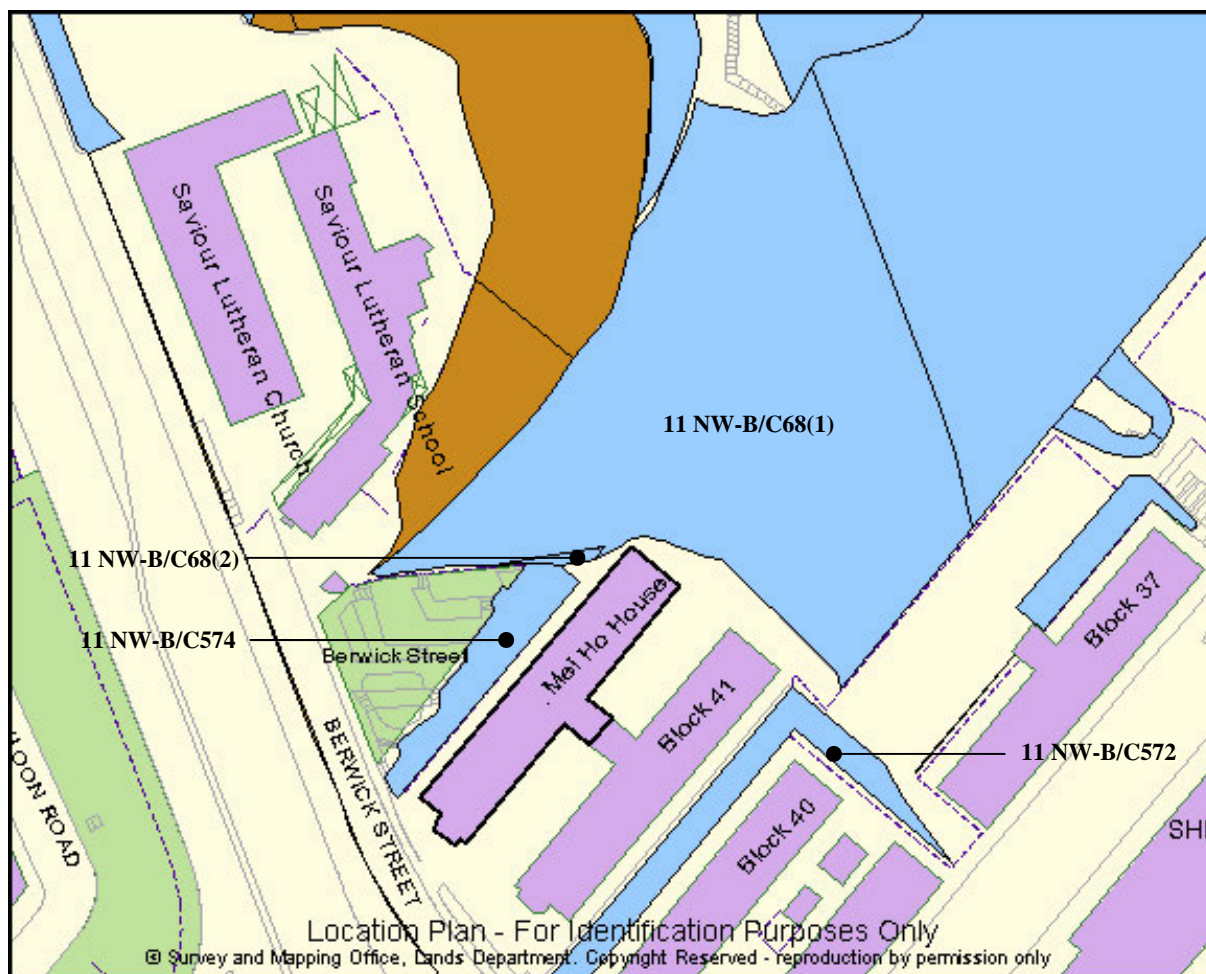 Saviour Lutheran Church
Saviour Lutheran School
11 NW-B/C68(1)
11 NW-B/C68(2)
11 NW-B/C574
Berwick Street
Mei Ho House
Block 41
Block 37
11 NW-B/C572
Block 40
BERWICK STREET
LOON ROAD
SHE
Location Plan - For Identification Purposes Only
© Survey and Mapping Office, Lands Department. Copyright Reserved - reproduction by permission only